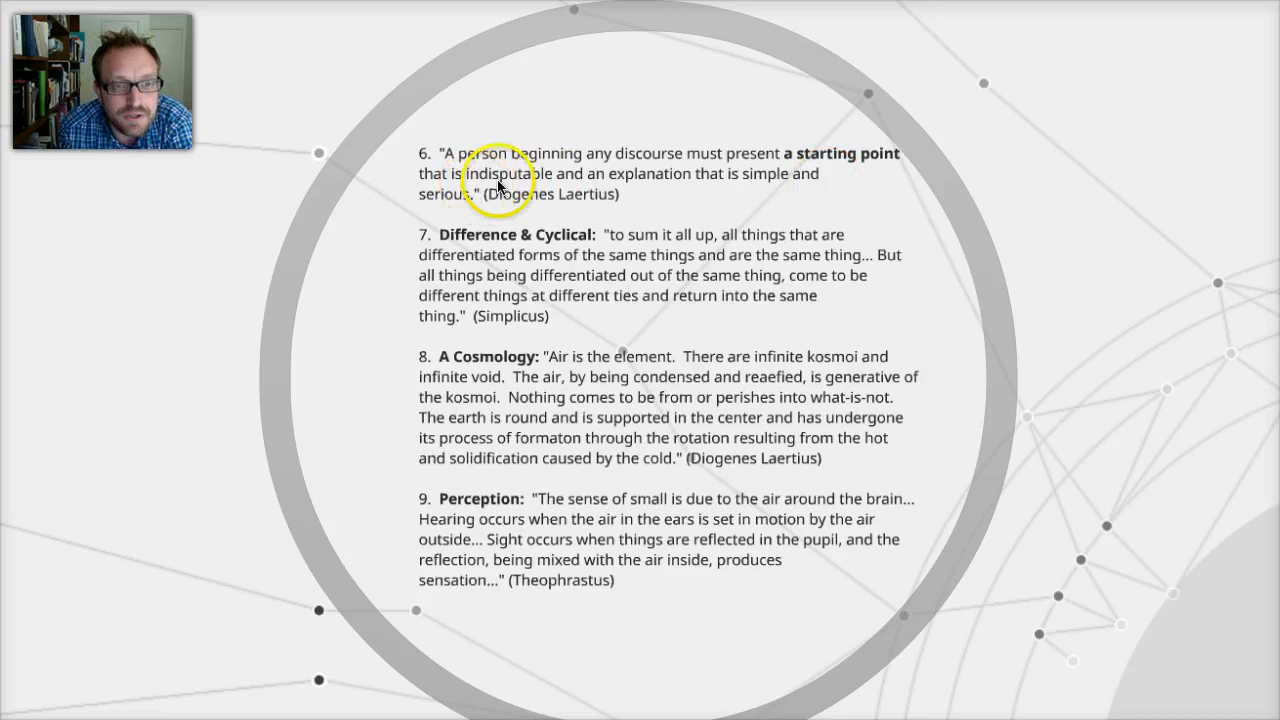 6. "A person beginning any discourse must present a starting point
that is indisputable and an explanation that is simple and
serious." (Diogenes Laertius)
7. Difference & Cyclical: "to sum it all up, all things that are
differentiated forms of the same things and are the same thing... But
all things being differentiated out of the same thing, come to be
different things at different ties and return into the same
thing." (Simplicus)
8. A Cosmology: "Air is the element. There are infinite kosmoi and
infinite void. The air, by being condensed and reaefied, is generative of
the kosmoi. Nothing comes to be from or perishes into what-is-not.
The earth is round and is supported in the center and has undergone
its process of formaton through the rotation resulting from the hot
and solidification caused by the cold." (Diogenes Laertius)
9. Perception: "The sense of small is due to the air around the brain...
Hearing occurs when the air in the ears is set in motion by the air
outside... Sight occurs when things are reflected in the pupil, and the
reflection, being mixed with the air inside, produces
sensation..." (Theophrastus)